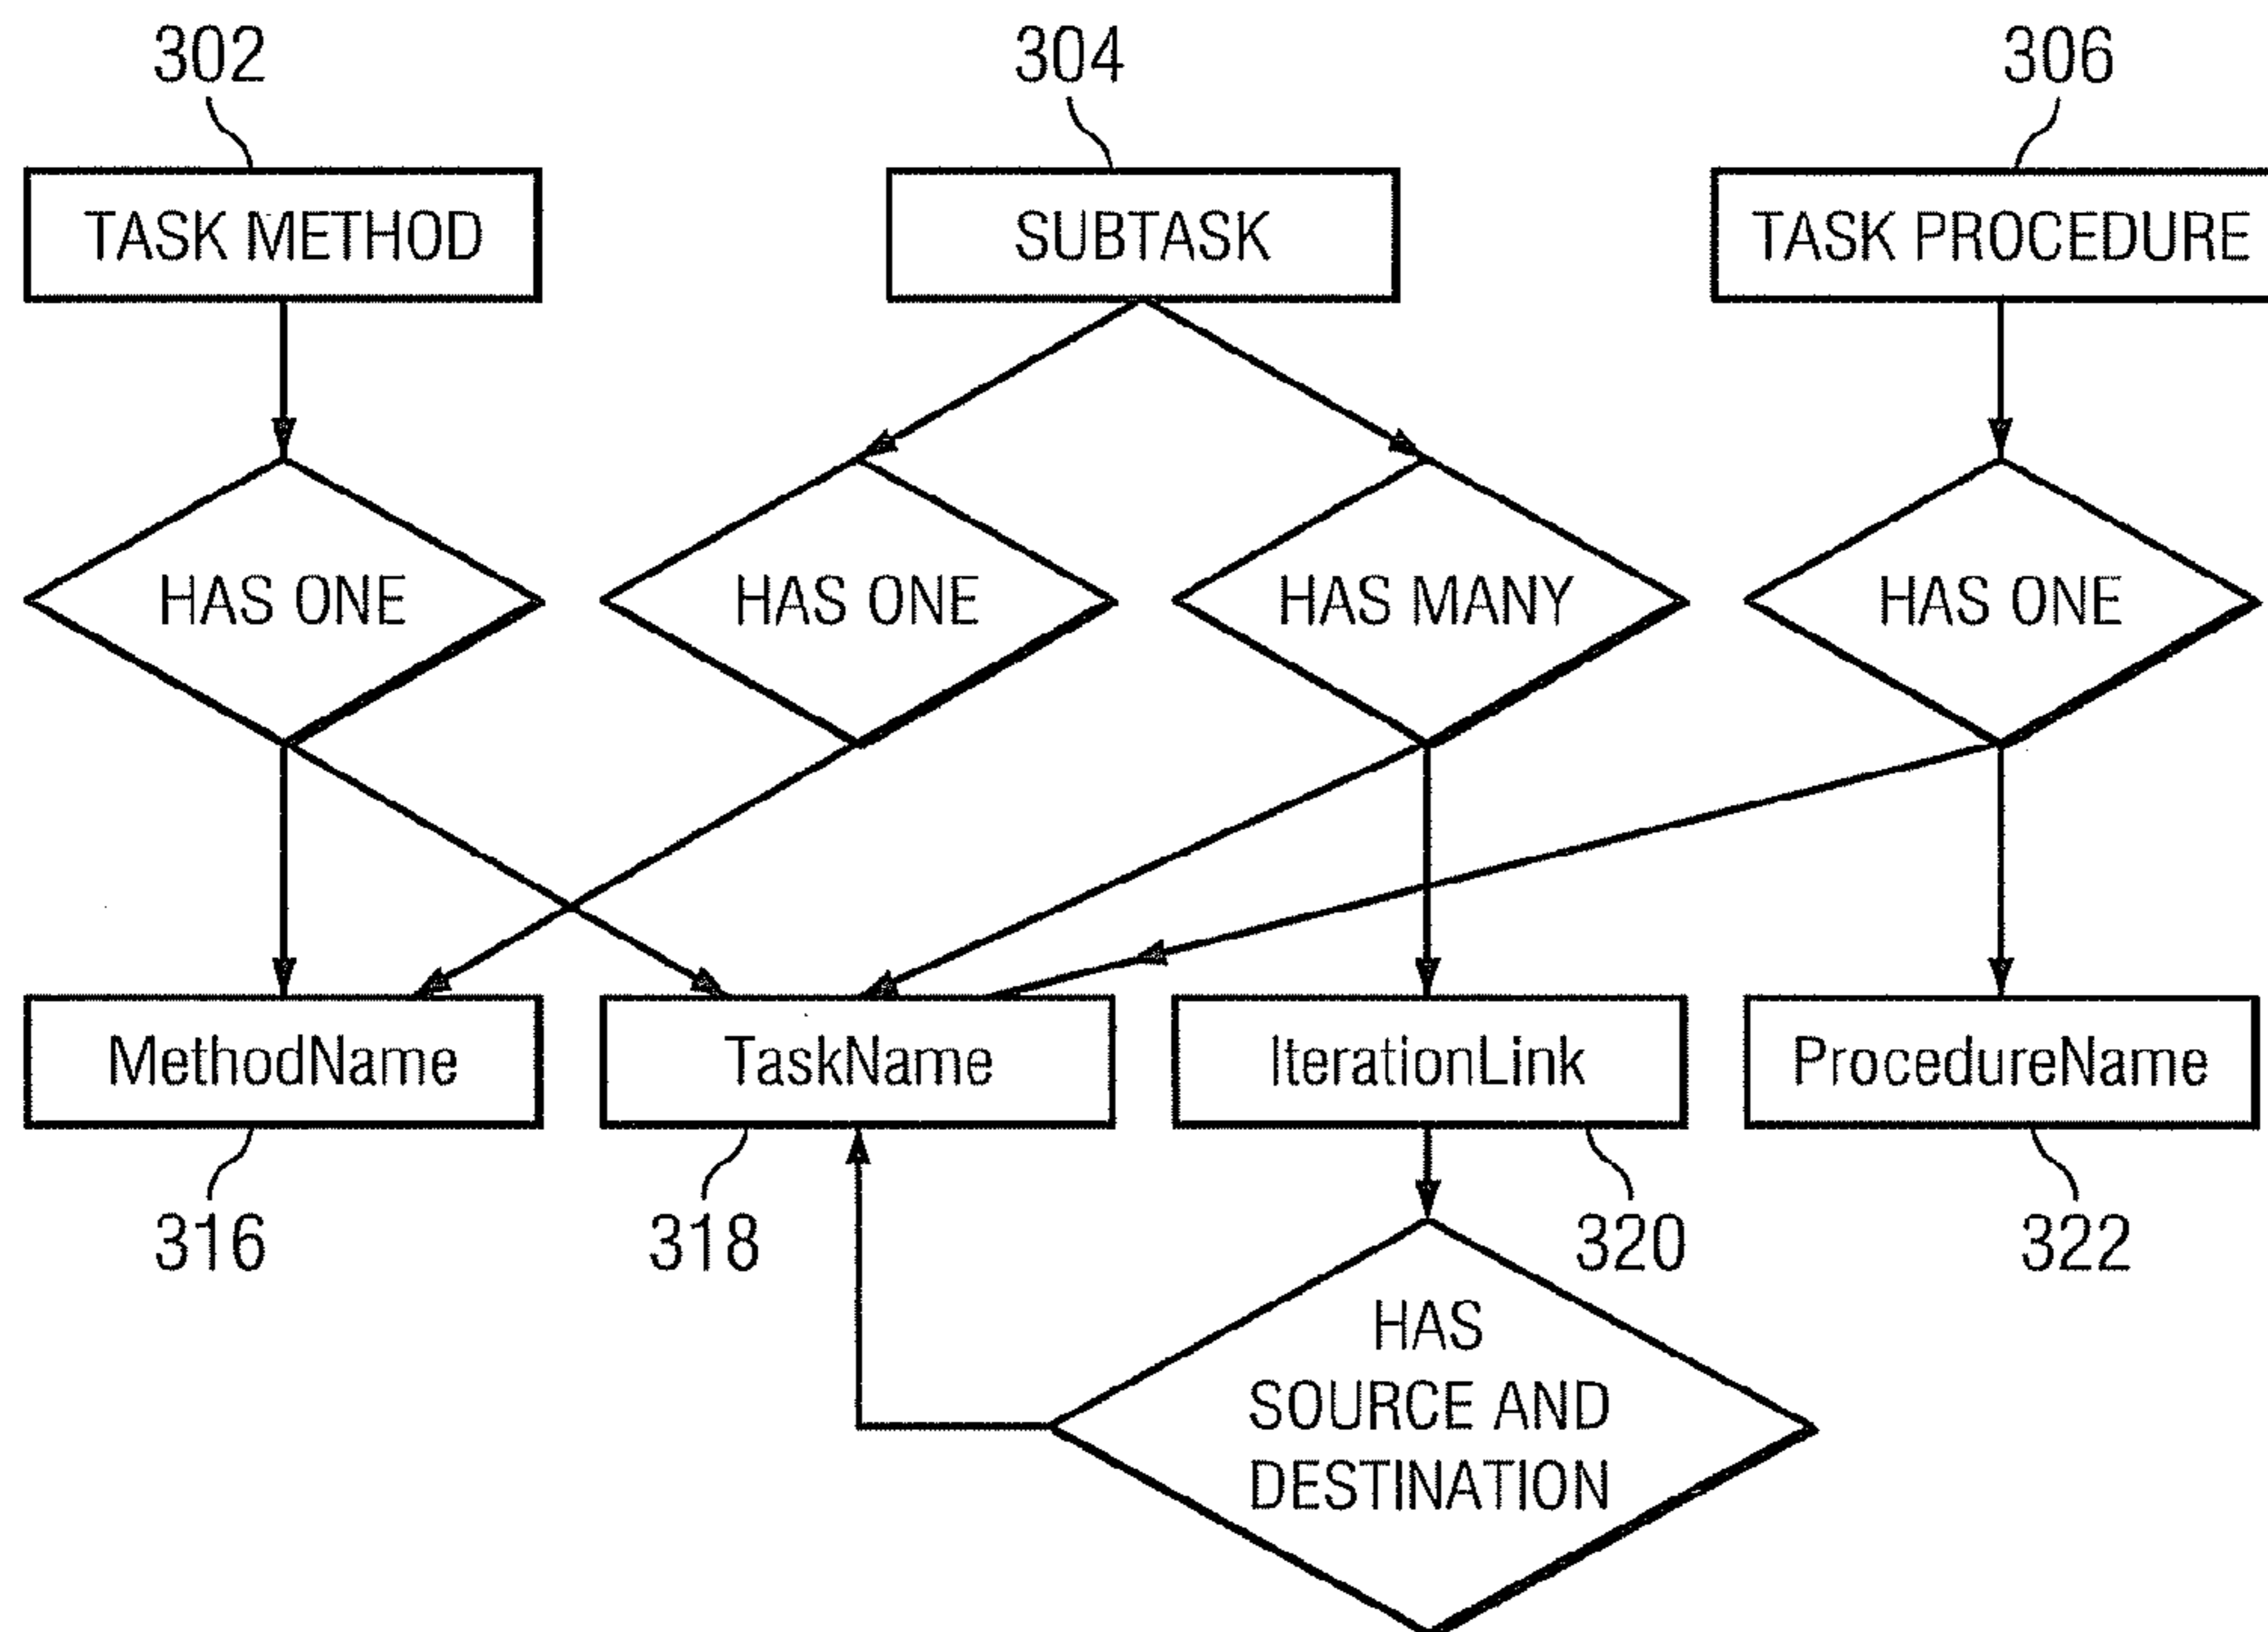 302
304
306
TASK METHOD
SUBTASK
TASK PROCEDURE
HAS ONE
HAS ONE
HAS MANY
HAS ONE
MethodName
TaskName
IterationLink
ProcedureName
316
318
320
322
HAS
SOURCE AND
DESTINATION